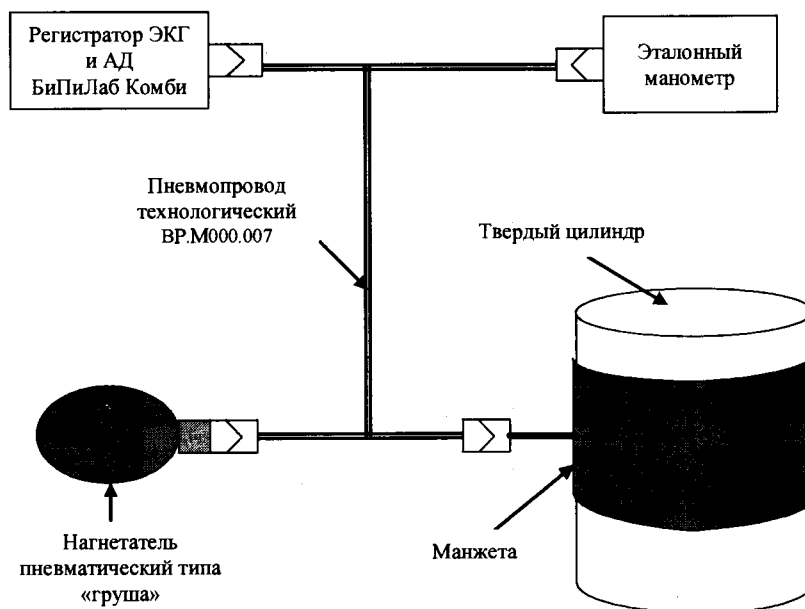 Регистратор ЭКГ
и АД
БиПиЛаб Комби
Эталонный
манометр
Пневмопровод
технологический
ВР.М000.007
Твердый цилиндр
Нагнетатель
пневматический типа
«груша»
Манжета